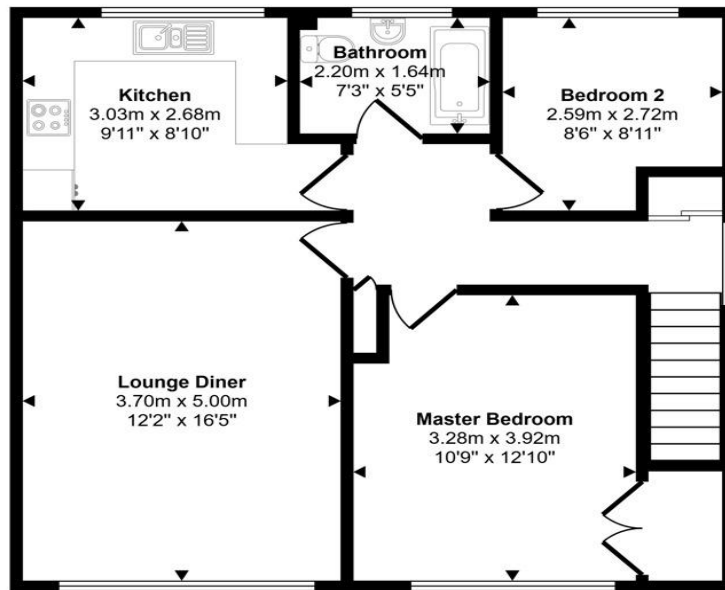 Kitchen
3.03m x 2.68m
9'11" x 8'10"
Bathroom
2.20m x 1.64m
7'3" x 5'5"
Bedroom 2
2.59m x 2.72m
8'6" x 8'11"
Lounge Diner
3.70m x 5.00m
12'2" x 16'5"
Master Bedroom
3.28m x 3.92m
10'9" x 12'10"